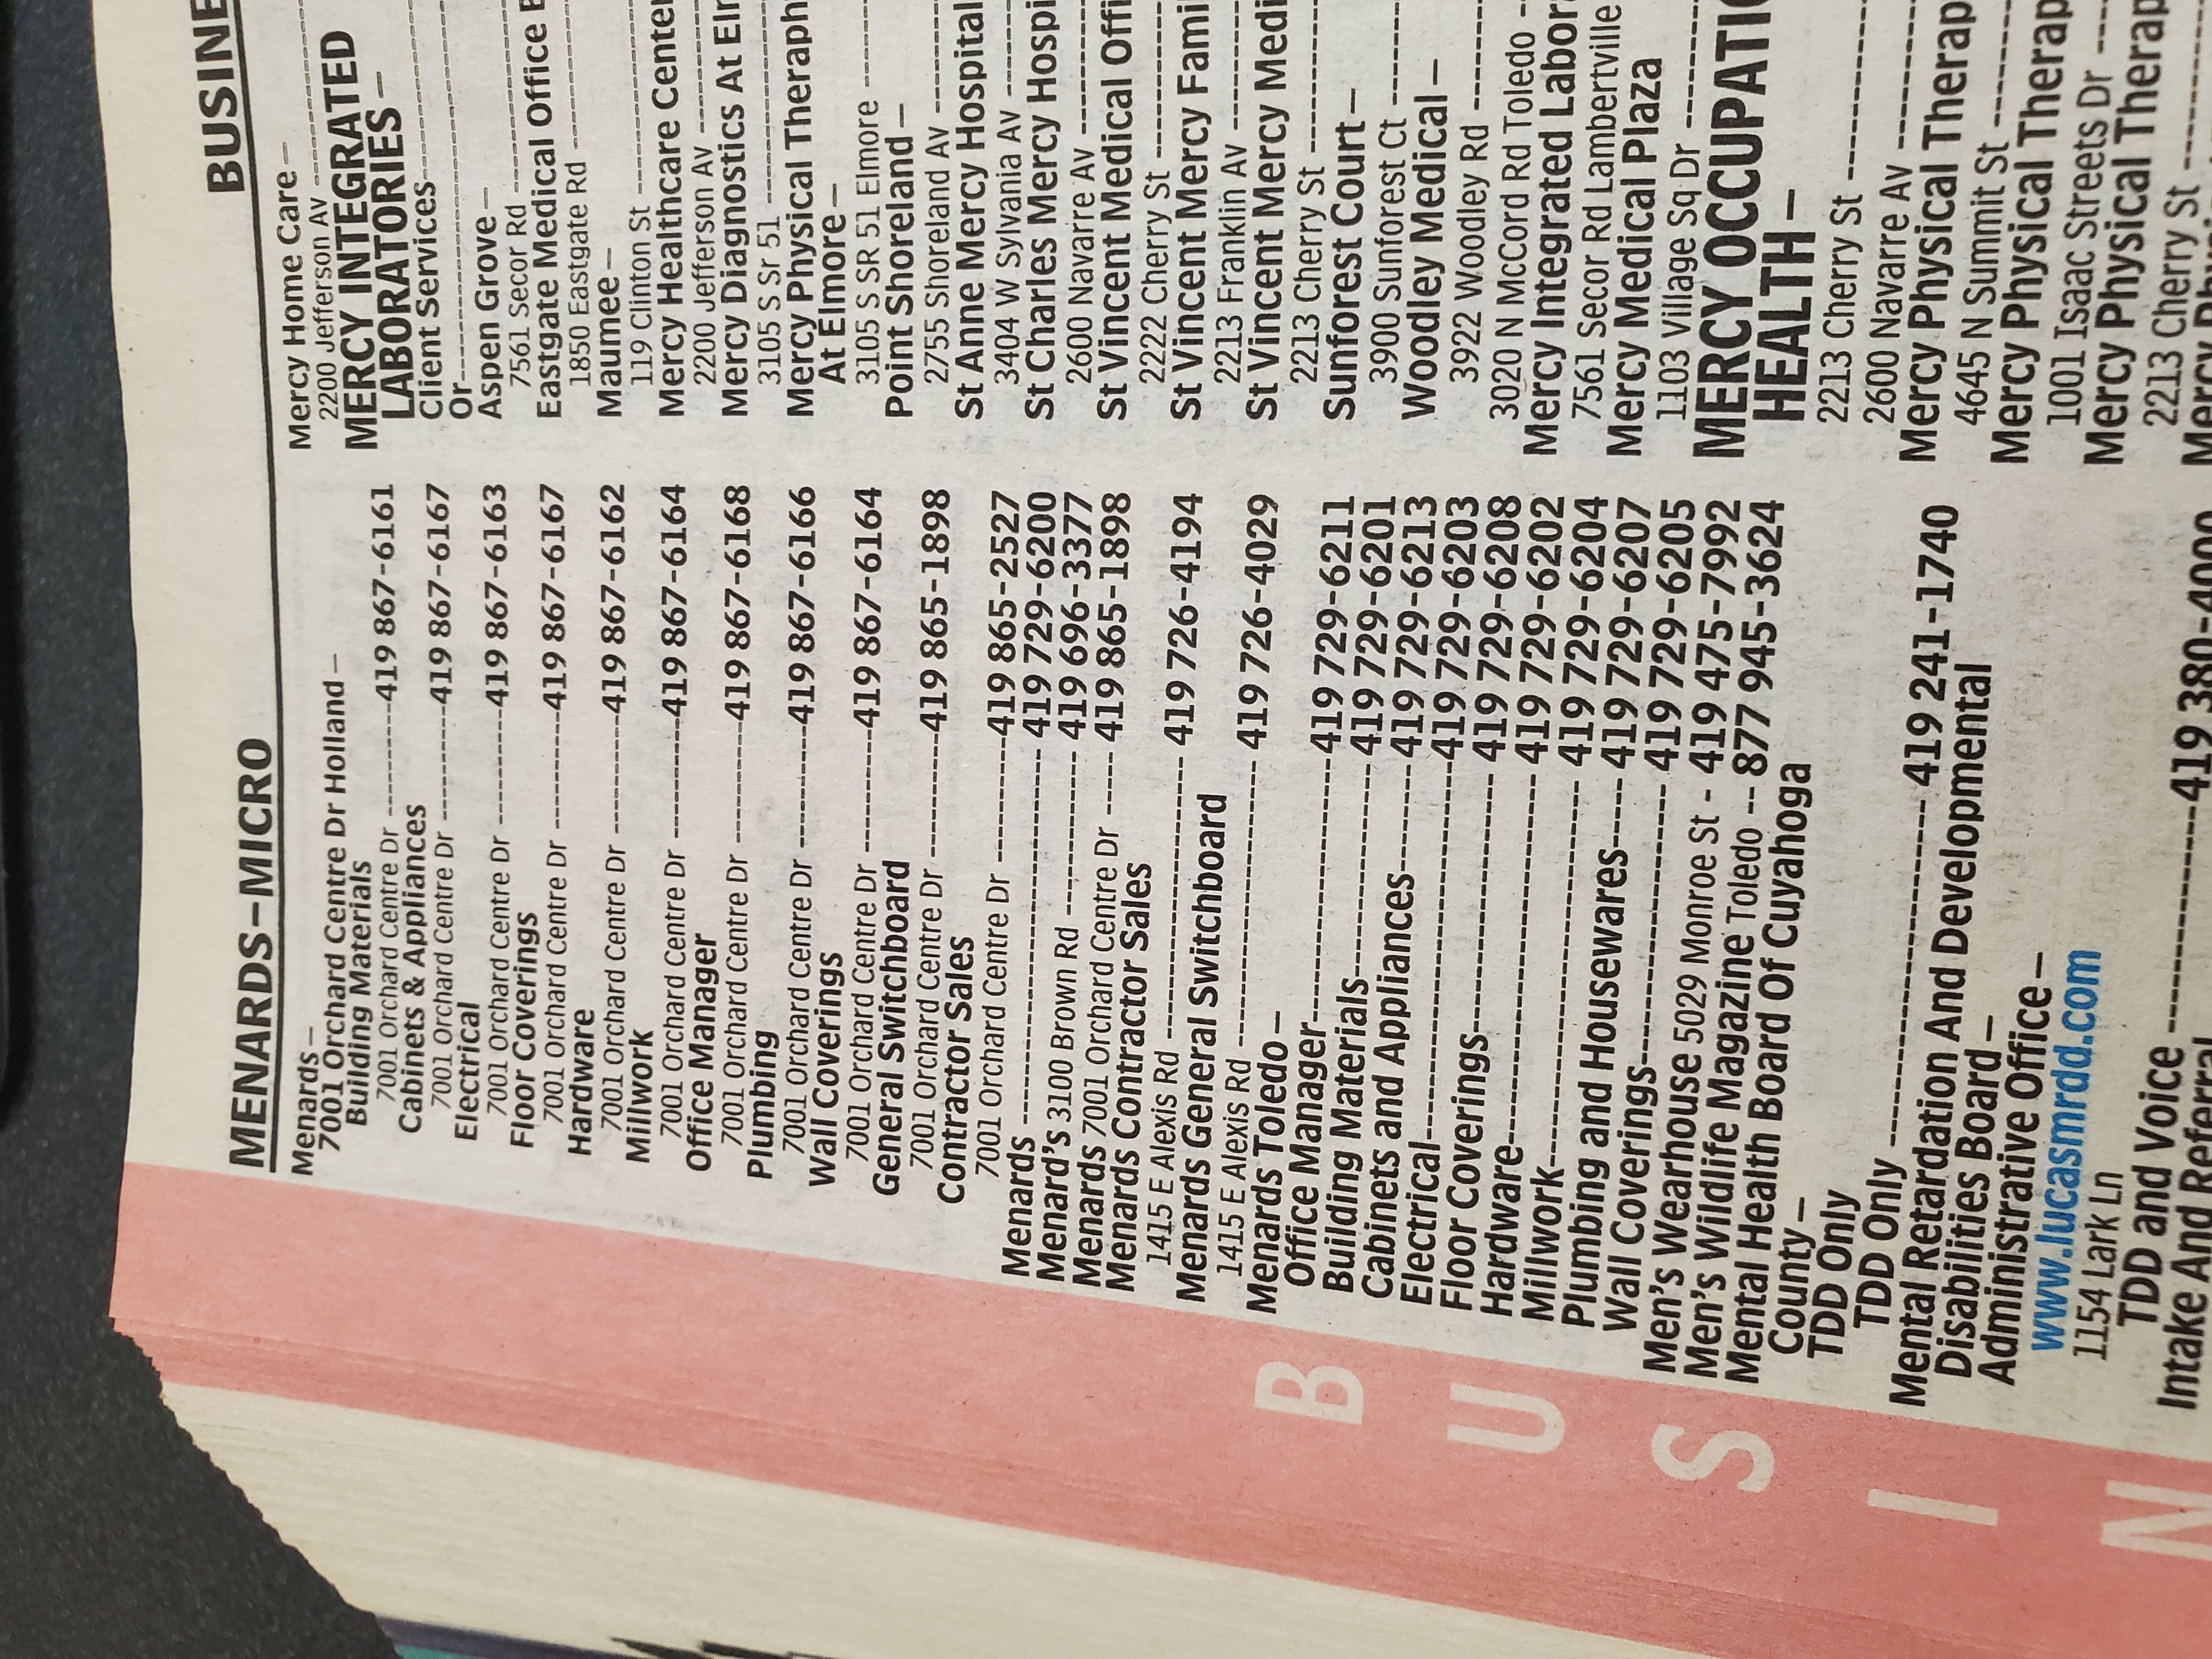 MENARDS–MICRO
Menards—
7001 Orchard Centre Dr Holland—
Building Materials
7001 Orchard Centre Dr ----------419 867-6161
Cabinets & Appliances
7001 Orchard Centre Dr ----------419 867-6167
Electrical
7001 Orchard Centre Dr ----------419 867-6163
Floor Coverings
7001 Orchard Centre Dr ----------419 867-6167
Hardware
7001 Orchard Centre Dr ----------419 867-6162
Millwork
7001 Orchard Centre Dr ----------419 867-6164
Office Manager
7001 Orchard Centre Dr ----------419 867-6168
Plumbing
7001 Orchard Centre Dr ----------419 867-6166
Wall Coverings
7001 Orchard Centre Dr ----------419 867-6164
General Switchboard
7001 Orchard Centre Dr ----------419 865-1898
Contractor Sales
7001 Orchard Centre Dr ----------419 865-2527
Menards ------------------------------ 419 729-6200
Menard's 3100 Brown Rd ------------ 419 696-3377
Menards 7001 Orchard Centre Dr ----- 419 865-1898
Menards Contractor Sales
1415 E Alexis Rd ---------------------- 419 726-4194
Menards General Switchboard
1415 E Alexis Rd ---------------------- 419 726-4029
Menards Toledo—
Office Manager--------------------419 729-6211
Building Materials---------------- 419 729-6201
Cabinets and Appliances--------- 419 729-6213
Electrical----------------------------419 729-6203
Floor Coverings-------------------- 419 729-6208
Hardware--------------------------- 419 729-6202
Millwork---------------------------- 419 729-6204
Plumbing and Housewares----- 419 729-6207
Wall Coverings--------------------- 419 729-6205
Men's Wearhouse 5029 Monroe St - 419 475-7992
Men's Wildlife Magazine Toledo --- 877 945-3624
Mental Health Board Of Cuyahoga
County—
TDD Only
TDD Only-------------------------- 419 241-1740
Mental Retardation And Developmental
Disabilities Board—
Administrative Office—
www.lucasmrdd.com
1154 Lark Ln
TDD and Voice ----------------419 380-4000
Intake And Referral
Mercy Home Care—
2200 Jefferson Av
MERCY INTEGRATED
LABORATORIES—
Client Services
Or
Aspen Grove—
7561 Secor Rd
Eastgate Medical Office
1850 Eastgate Rd
Maumee—
119 Clinton St
Mercy Healthcare
2200 Jefferson Av
Mercy Diagnostics At
3105 S Sr 51
Mercy Physical
At Elmore—
3105 S SR 51 Elmore
Point Shoreland—
2755 Shoreland Av
St Anne Mercy Hospital
3404 W Sylvania Av
St Charles Mercy
2600 Navarre Av
St Vincent Medical
2222 Cherry St
St Vincent Mercy
2213 Franklin Av
St Vincent Mercy
2213 Cherry St
Sunforest Court—
3900 Sunforest Ct
Woodley Medical—
3922 Woodley Rd
3020 N McCord Rd Toledo -
Mercy Integrated
7561 Secor Rd Lambertville
Mercy Medical Plaza
1103 Village Sq Dr
MERCY
HEALTH—
2213 Cherry St
2600 Navarre Av
Mercy Physical
4645 N Summit St
Mercy Physical
1001 Isaac Streets Dr
Mercy Physical
2213 Cherry St
Mercy
B
U
S
I
N